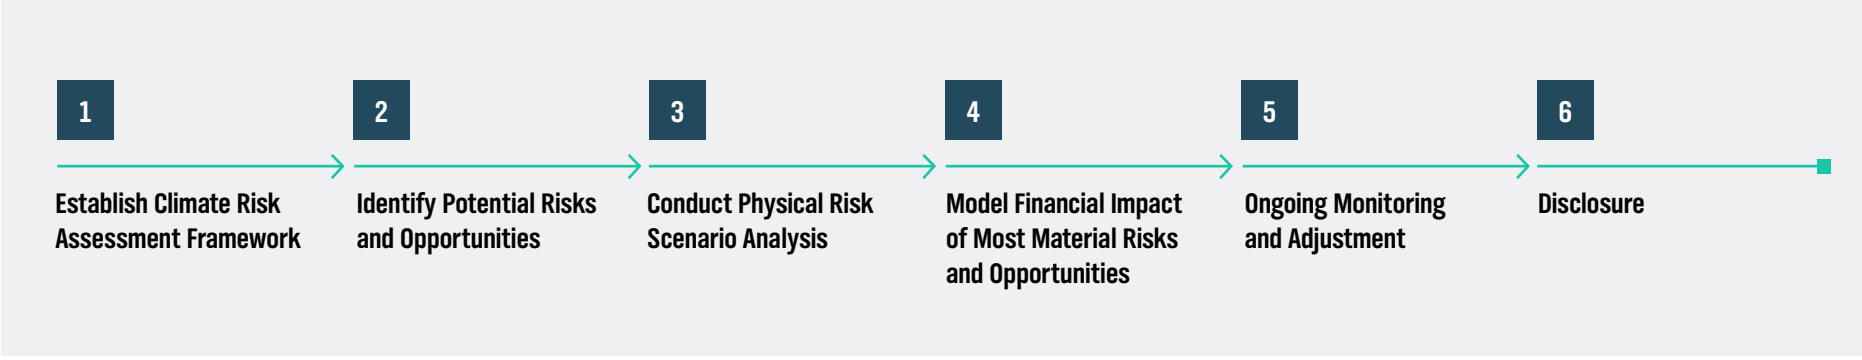 1
Establish Climate Risk
Assessment Framework
2
Identify Potential Risks
and Opportunities
3
Conduct Physical Risk
Scenario Analysis
4
Model Financial Impact
of Most Material Risks
and Opportunities
5
Ongoing Monitoring
and Adjustment
6
Disclosure